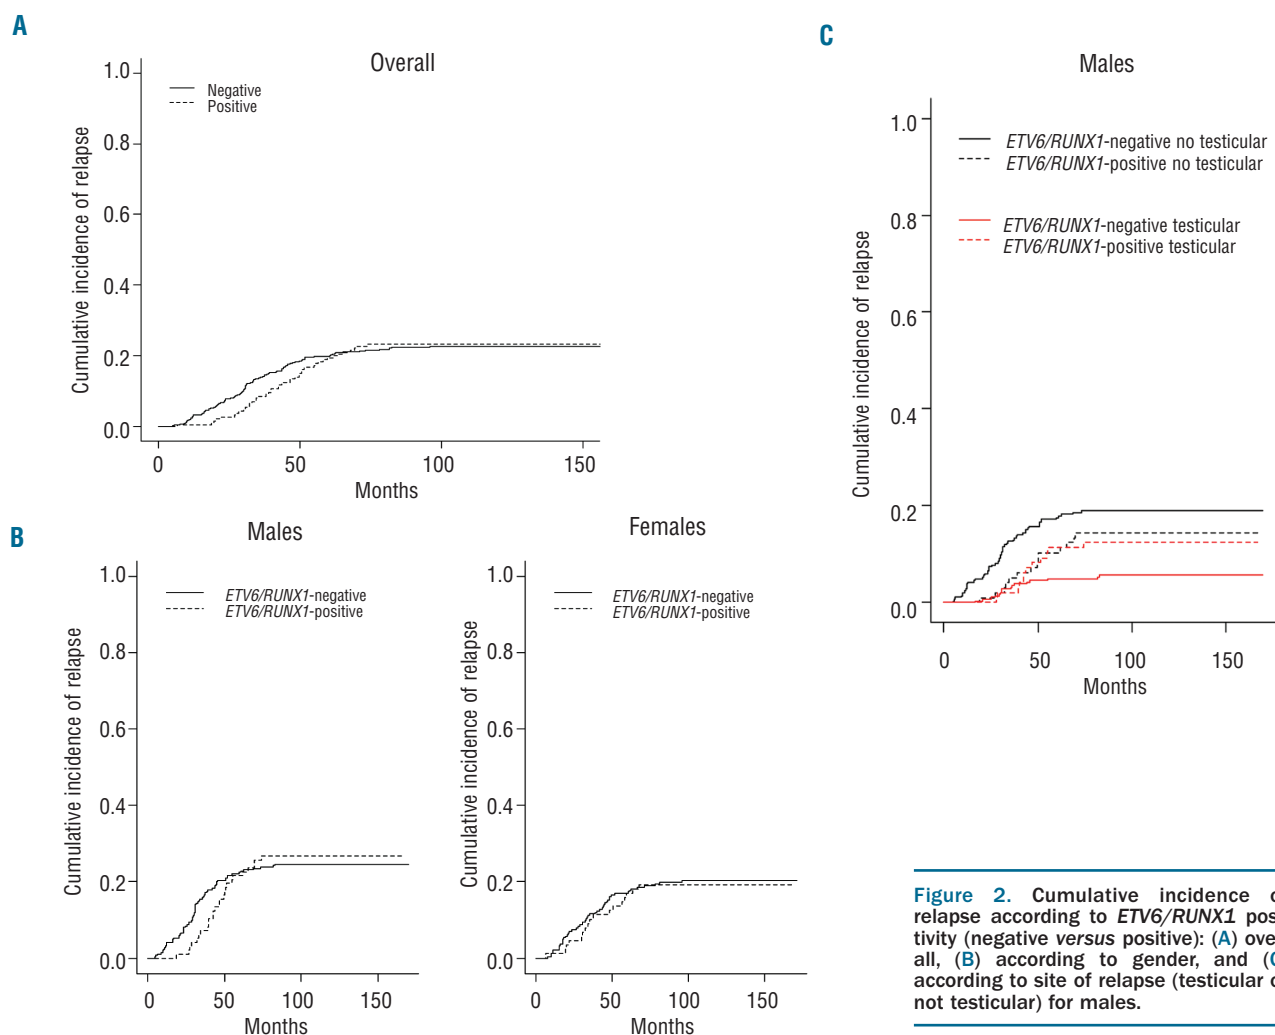 A
Overall
1.0
0.8
0.6
0.4
0.2
0.0
Cumulative incidence of relapse
Negative
Positive
0
50
100
150
Months
B
Males
1.0
0.8
0.6
0.4
0.2
0.0
Cumulative incidence of relapse
ETV6/RUNX1-negative
ETV6/RUNX1-positive
0
50
100
150
Months
Females
1.0
0.8
0.6
0.4
0.2
0.0
Cumulative incidence of relapse
ETV6/RUNX1-negative
ETV6/RUNX1-positive
0
50
100
150
Months
C
Males
1.0
0.8
0.6
0.4
0.2
0.0
Cumulative incidence of relapse
ETV6/RUNX1-negative no testicular
ETV6/RUNX1-positive no testicular
ETV6/RUNX1-negative testicular
ETV6/RUNX1-positive testicular
0
50
100
150
Months
Figure 2. Cumulative incidence o
relapse according to ETV6/RUNX1 pos
tivity (negative versus positive): (A) over
all, (B) according to gender, and (C
according to site of relapse (testicular o
not testicular) for males.